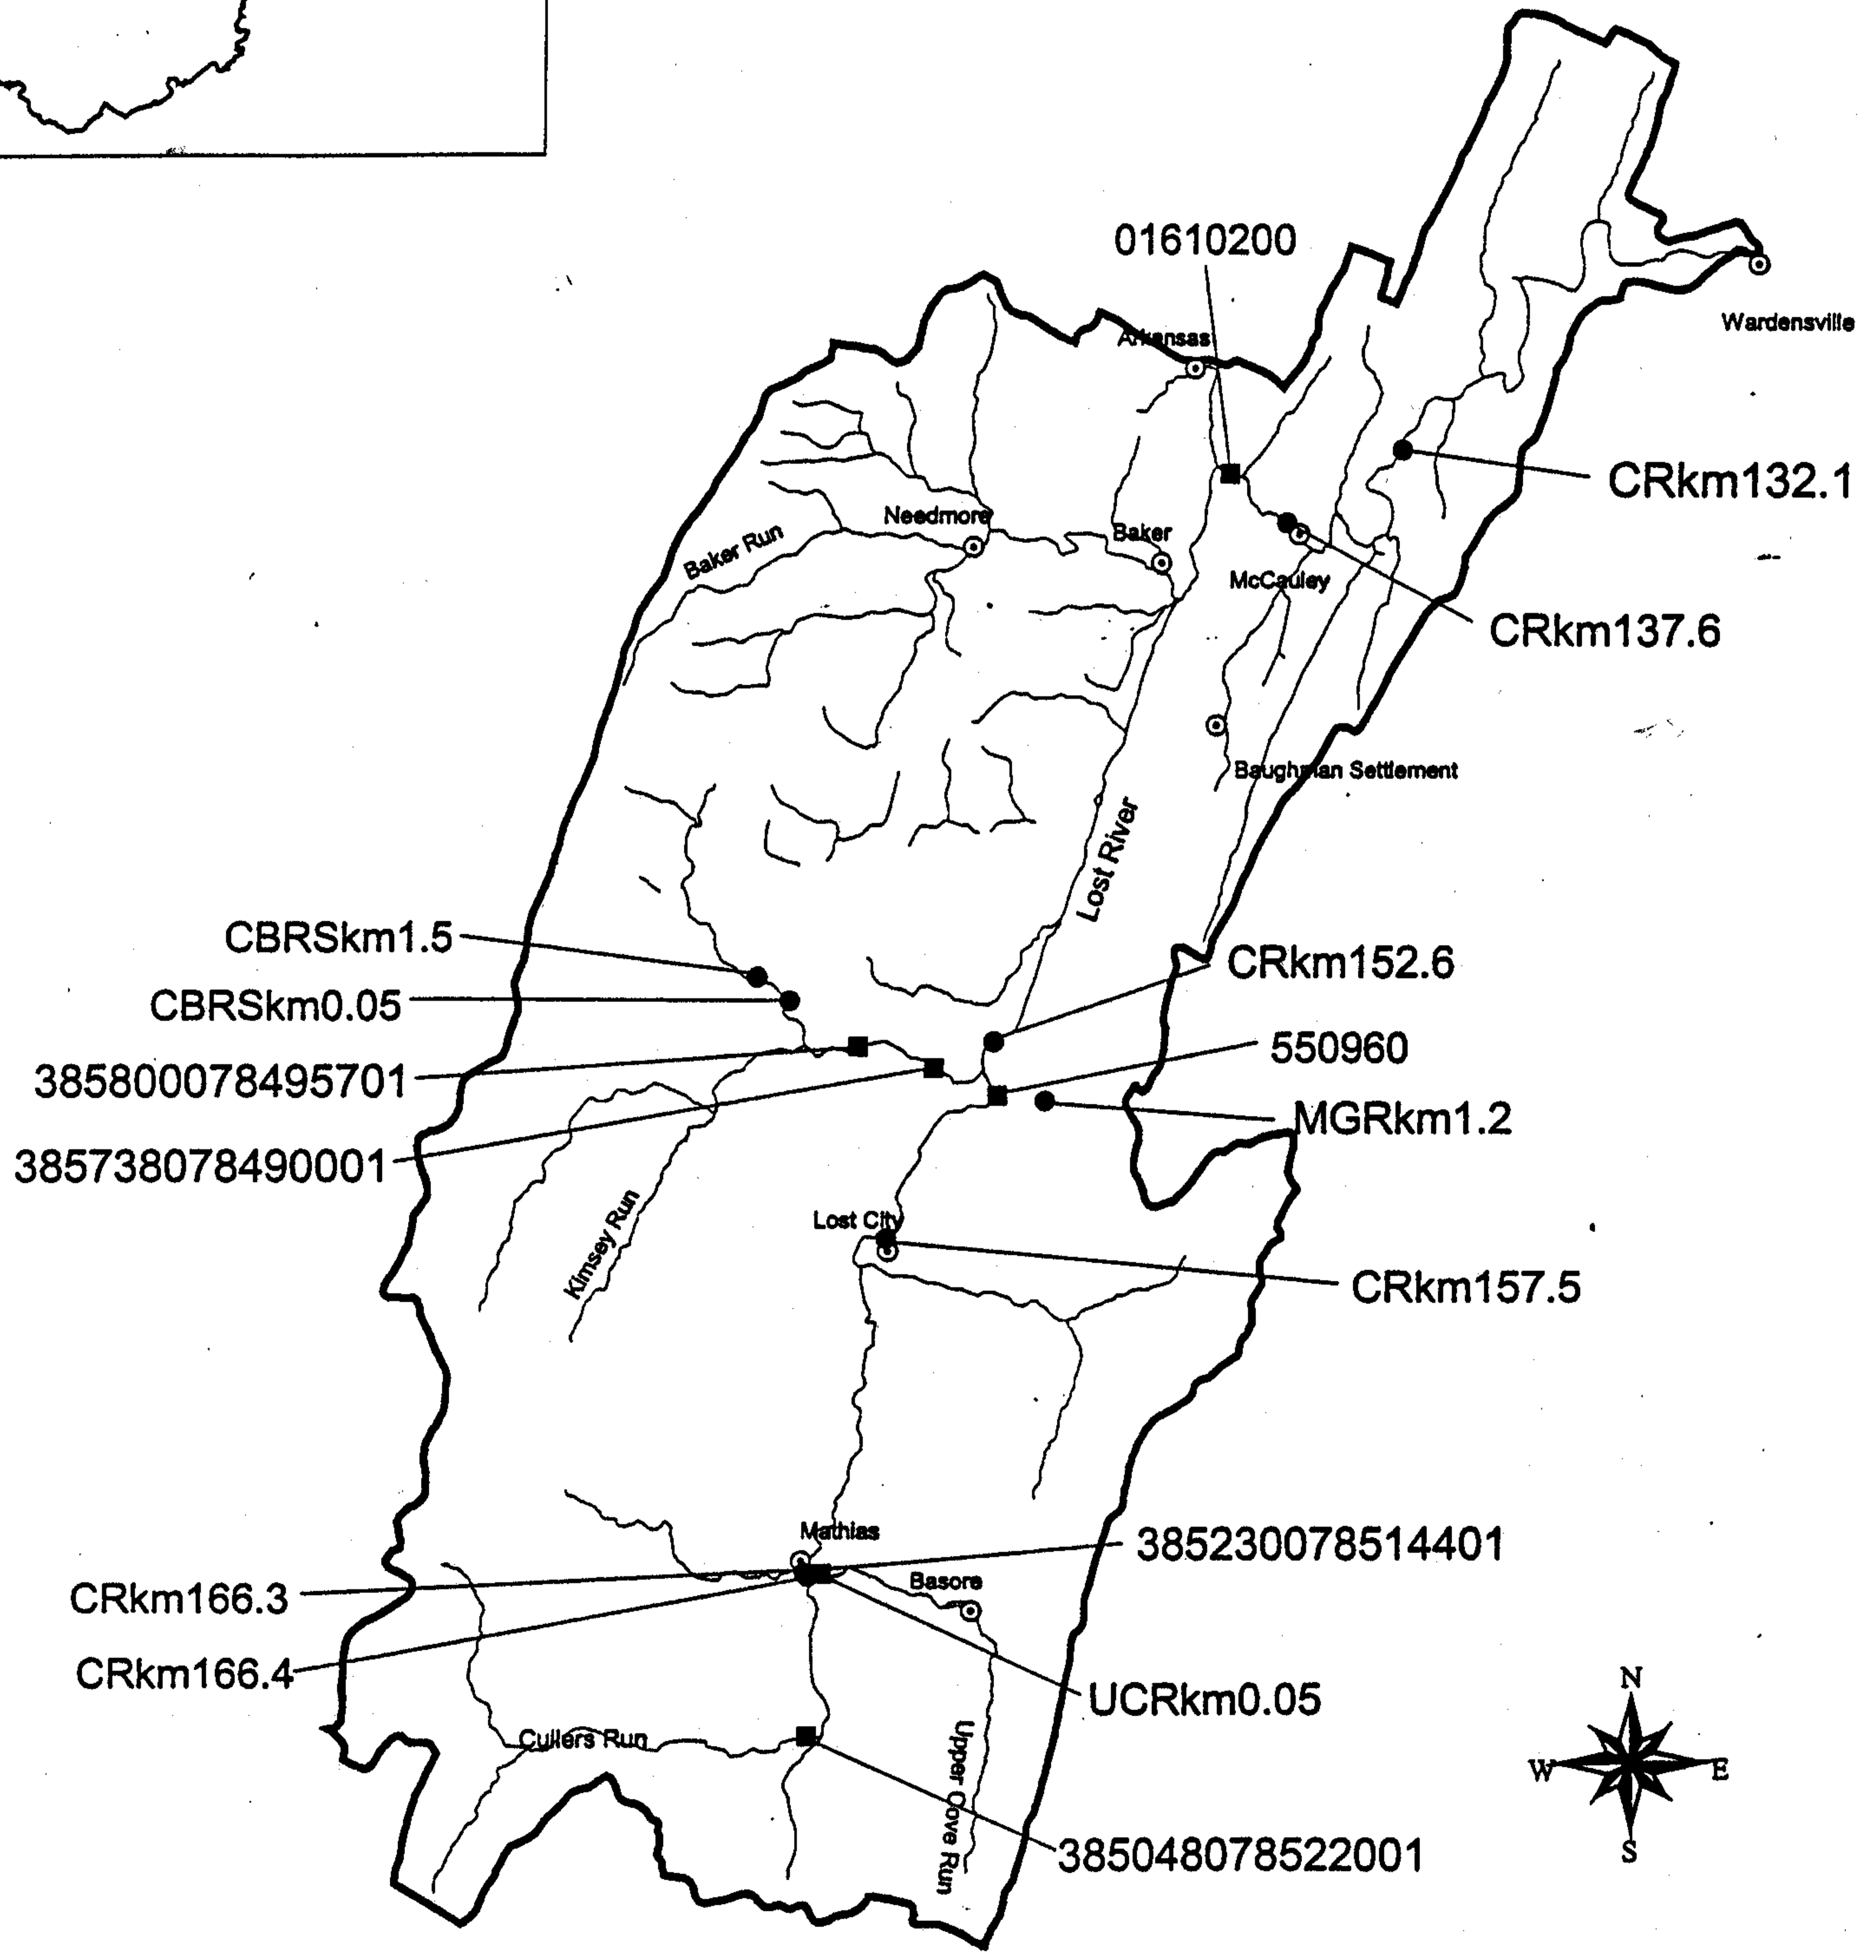 01610200
Wardensville
Arkansas
CRkm132.1
Needmore
Baker
Baker Run
McCauley
CRkm137.6
Baughman Settlement
Lost River
CBRSkm1.5
CRkm152.6
CBRSkm0.05
550960
385800078495701
MGRkm1.2
385738078490001
Kimsey Run
Lost City
CRkm157.5
Mathias
385230078514401
CRkm166.3
Basore
CRkm166.4
UCRkm0.05
N
W
E
S
Cullers Run
Upper Cove Run
385048078522001